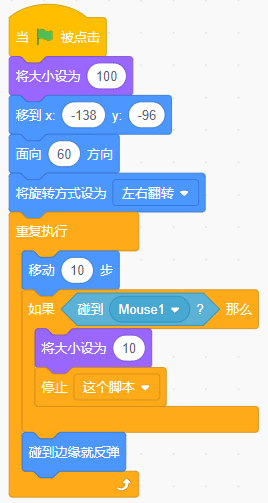 当 被点击
将大小设为 100
移到 x: -138 y: -96
面向 60 方向
将旋转方式设为 左右翻转
重复执行
移动 10 步
如果 碰到 Mouse1 ? 那么
将大小设为 10
停止 这个脚本
碰到边缘就反弹